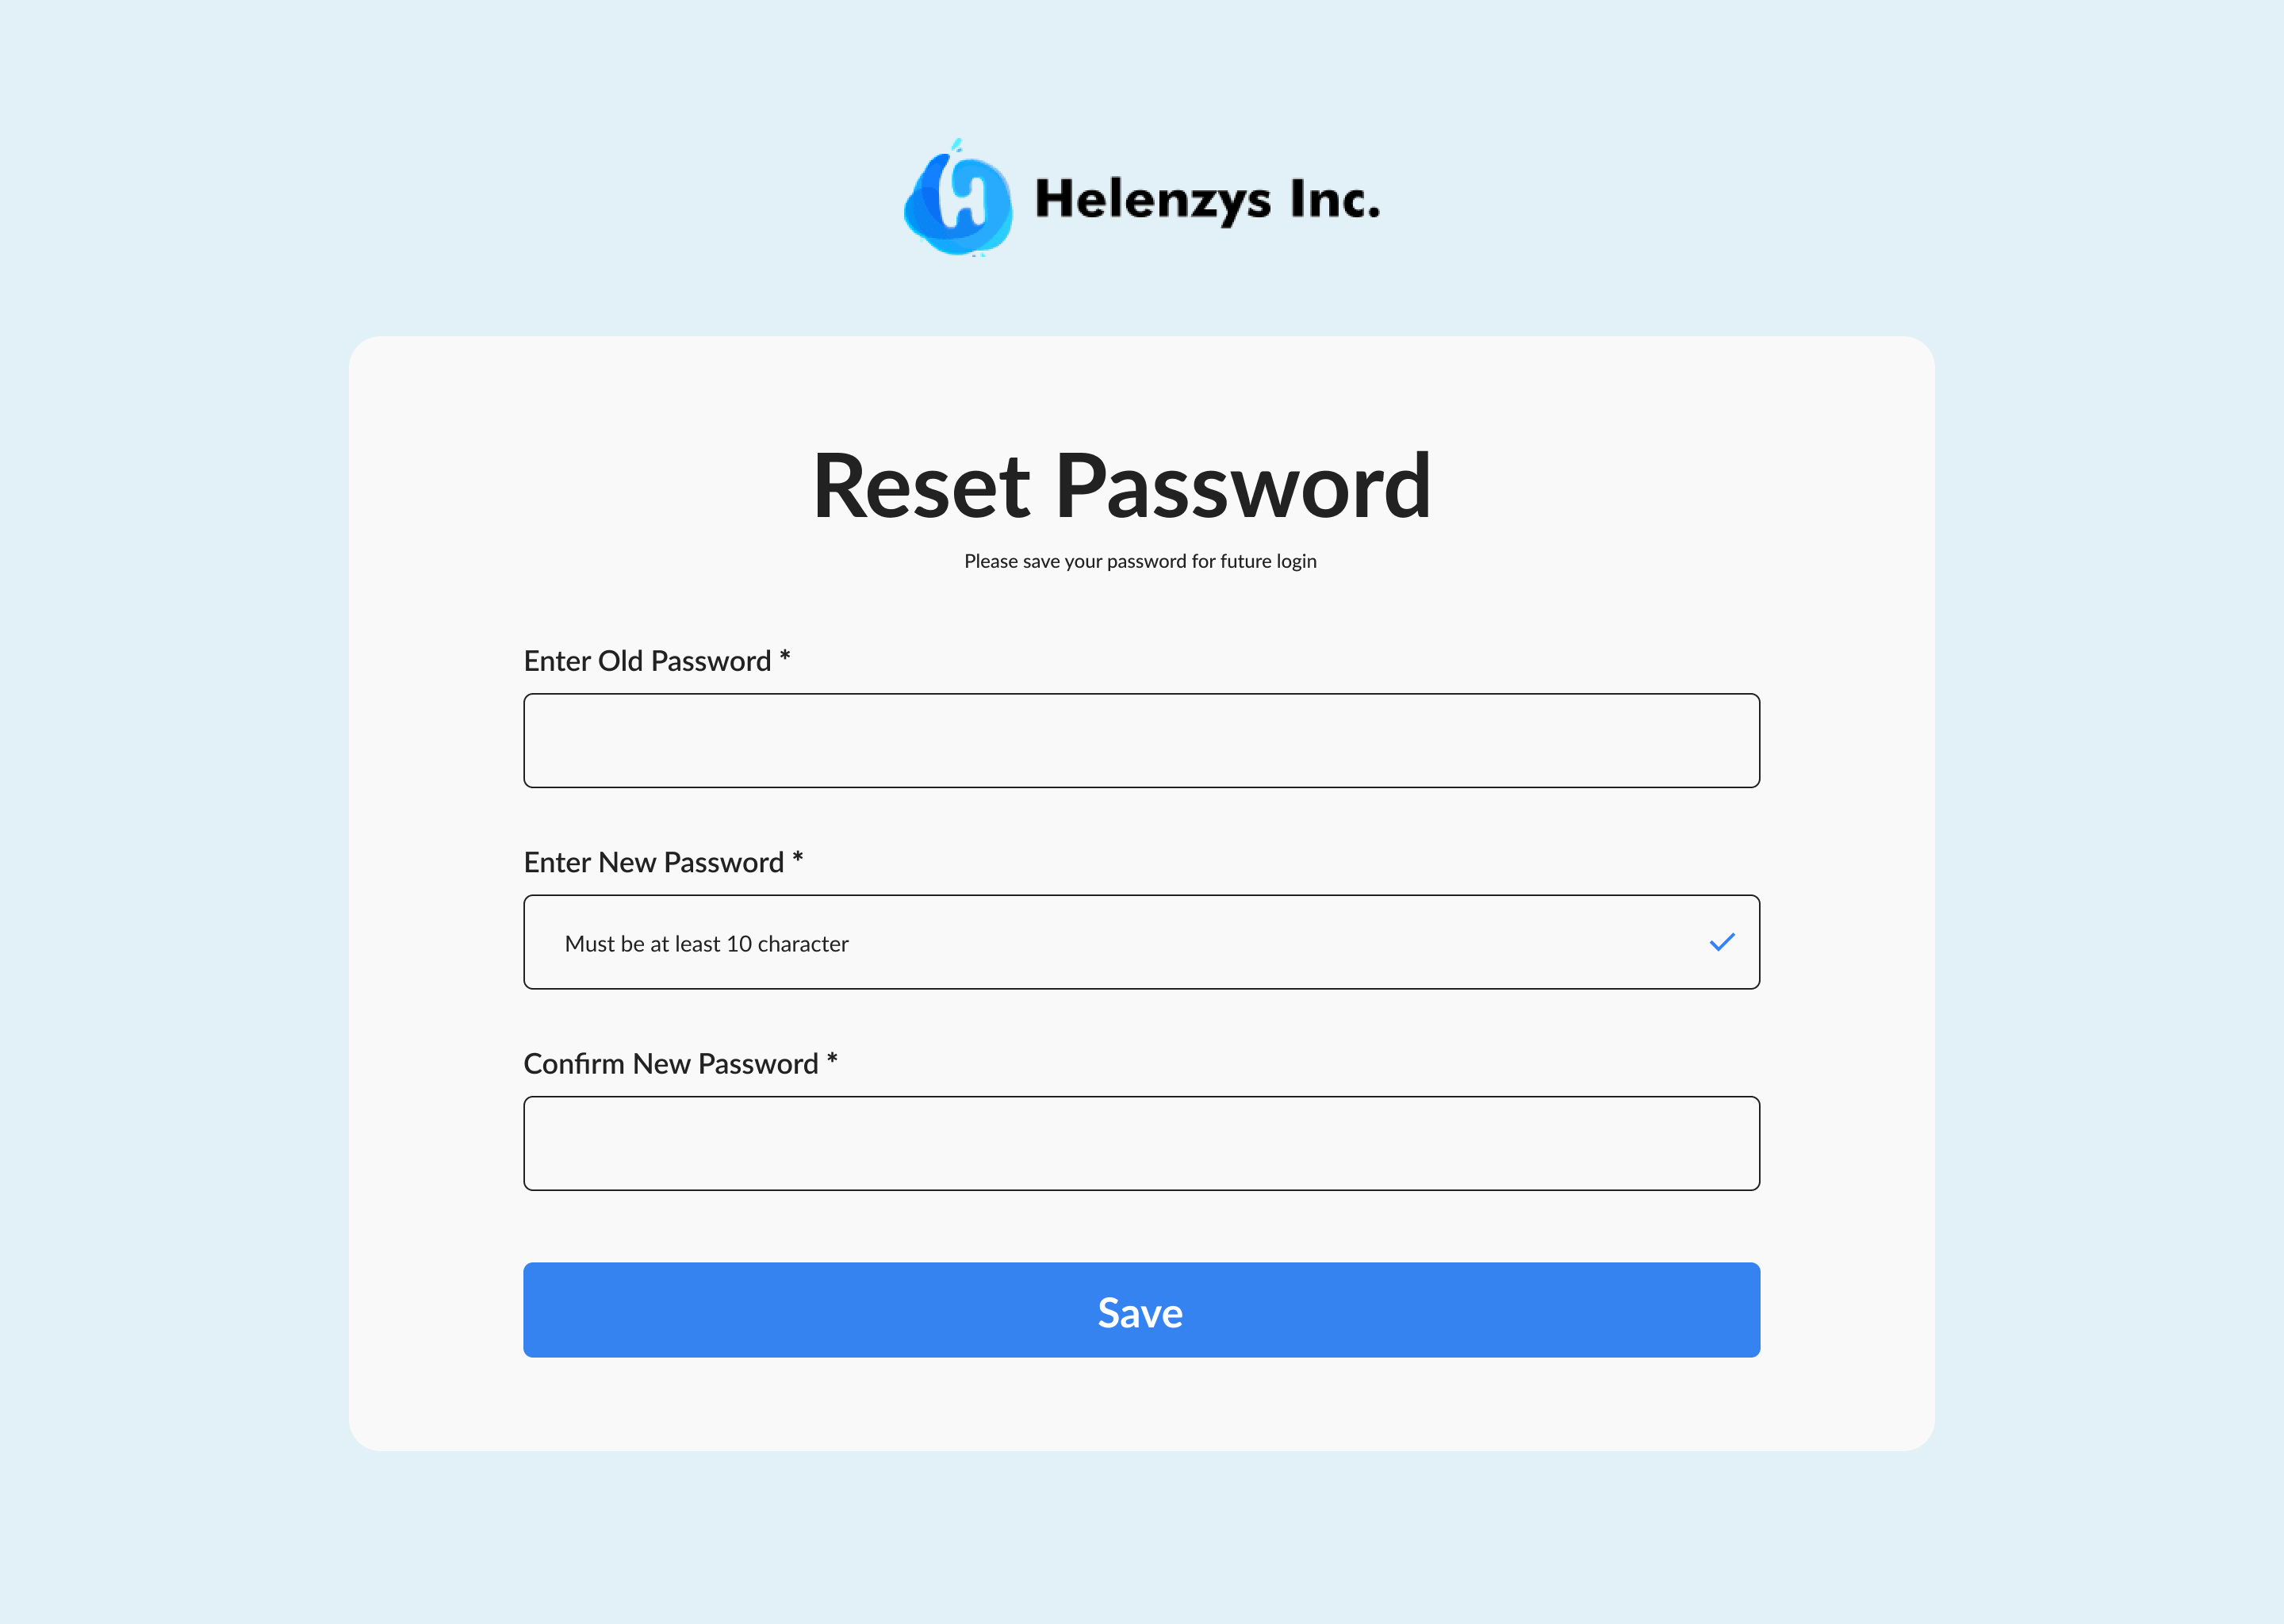 Helenzys Inc.
Reset Password
Please save your password for future login
Enter Old Password *
Enter New Password *
Must be at least 10 character
Confirm New Password *
Save